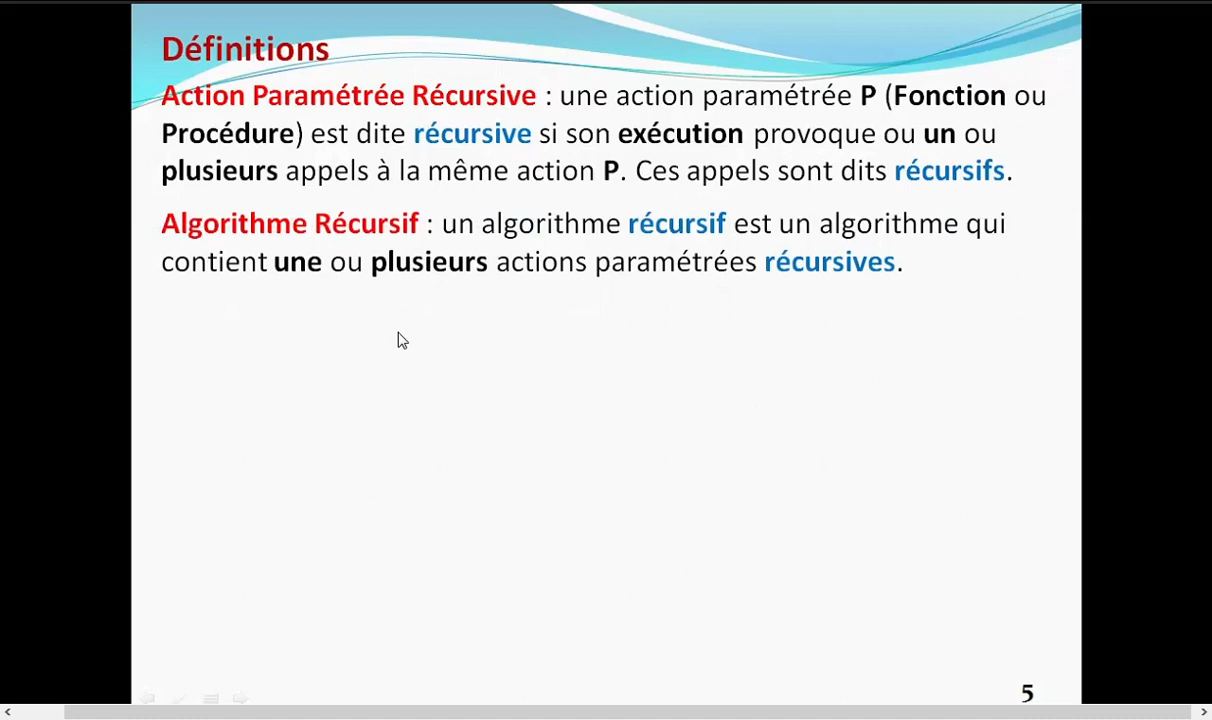 Définitions
Action Paramétrée Récursive : une action paramétrée P (Fonction ou
Procédure) est dite récursive si son exécution provoque ou un ou
plusieurs appels à la même action P. Ces appels sont dits récursifs.
Algorithme Récursif : un algorithme récursif est un algorithme qui
contient une ou plusieurs actions paramétrées récursives.
5